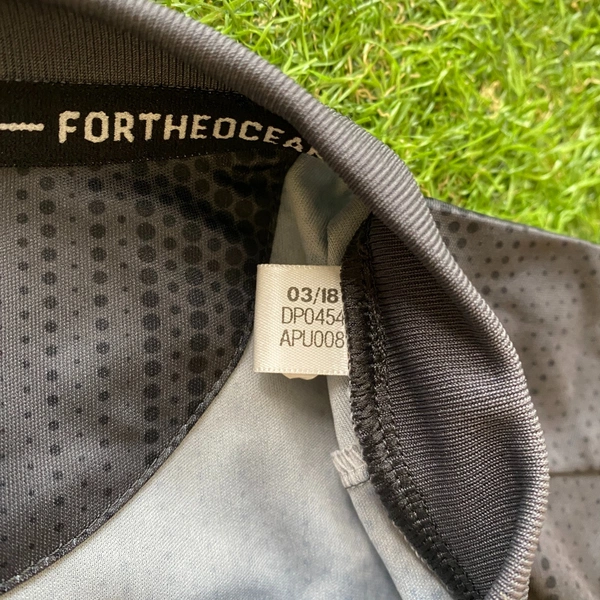 FORTHEOCEA
03/18
DP0454
APU008